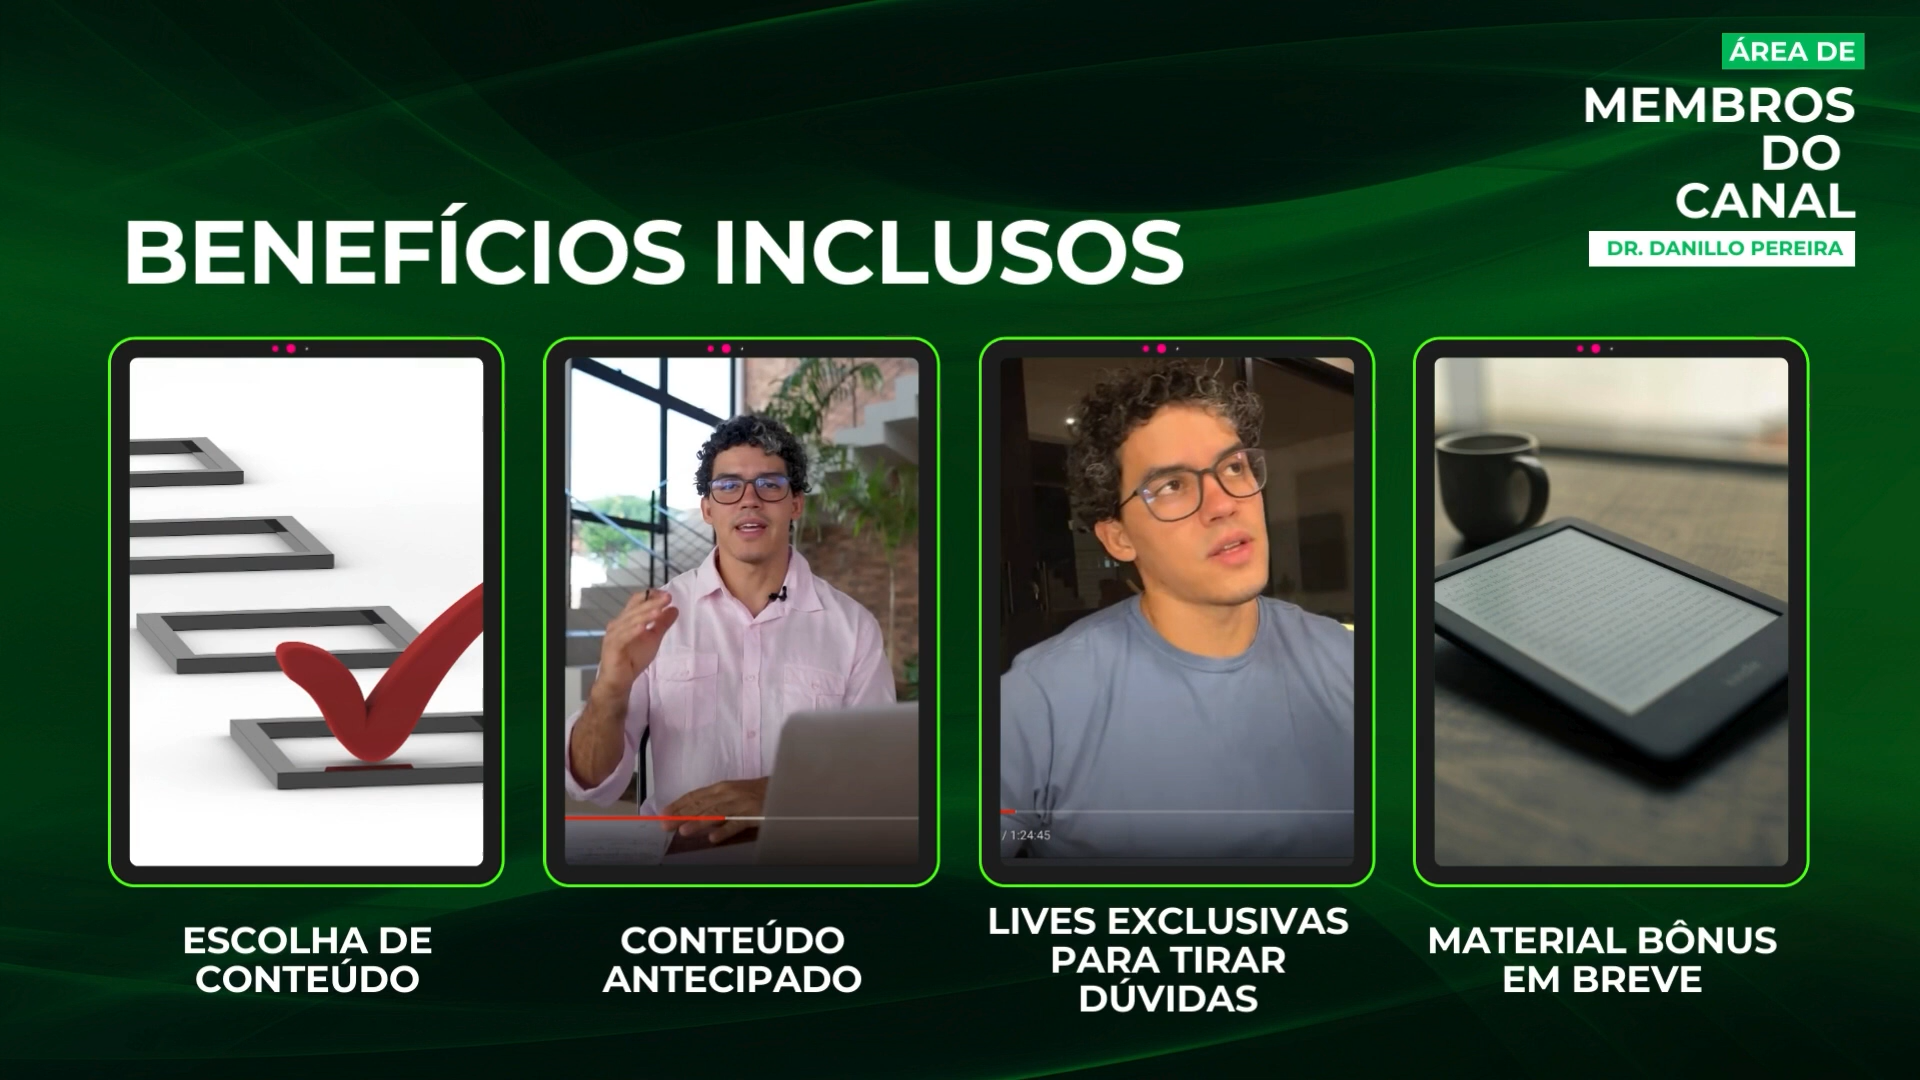 ÁREA DE
MEMBROS
DO
CANAL
DR. DANILLO PEREIRA
BENEFÍCIOS INCLUSOS
/ 1:24:45
ESCOLHA DE
CONTEÚDO
CONTEÚDO
ANTECIPADO
LIVES EXCLUSIVAS
PARA TIRAR
DÚVIDAS
MATERIAL BÔNUS
EM BREVE